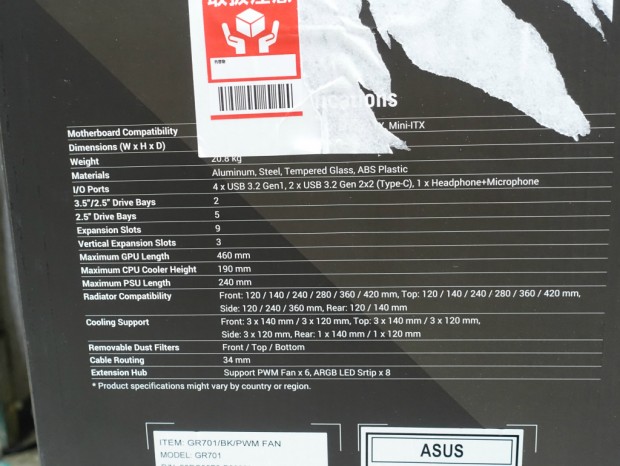 取扱注意
Motherboard Compatibility Mini-ITX
Dimensions (W x H x D)
Weight 20.8 kg
Materials Aluminum, Steel, Tempered Glass, ABS Plastic
I/O Ports 4 x USB 3.2 Gen1, 2 x USB 3.2 Gen 2x2 (Type-C), 1 x Headphone+Microphone
3.5"/2.5" Drive Bays 2
2.5" Drive Bays 5
Expansion Slots 9
Vertical Expansion Slots 3
Maximum GPU Length 460 mm
Maximum CPU Cooler Height 190 mm
Maximum PSU Length 240 mm
Radiator Compatibility Front: 120 / 140 / 240 / 280 / 360 / 420 mm, Top: 120 / 140 / 240 / 280 / 360 / 420 mm,
Side: 120 / 240 / 360 mm, Rear: 120 / 140 mm
Cooling Support Front: 3 x 140 mm / 3 x 120 mm, Top: 3 x 140 mm / 3 x 120 mm,
Side: 3 x 120 mm, Rear: 1 x 140 mm / 1 x 120 mm
Removable Dust Filters Front / Top / Bottom
Cable Routing 34 mm
Extension Hub Support PWM Fan x 6, ARGB LED Srtip x 8
* Product specifications might vary by country or region.
ITEM: GR701/BK/PWM FAN
MODEL: GR701
ASUS